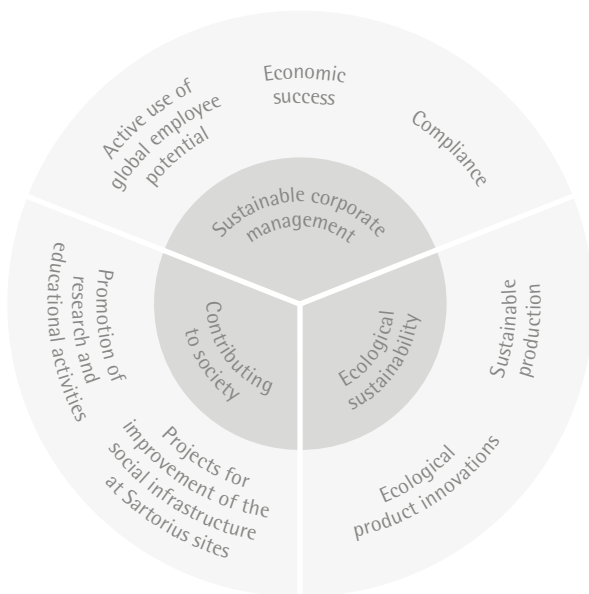 Active use of
global employee
potential
Economic
success
Compliance
Sustainable corporate
management
Promotion of
research and
educational activities
Contributing
to society
Ecological
sustainability
Sustainable
production
Projects for
improvement of the
social infrastructure
at Sartorius sites
Ecological
product innovations